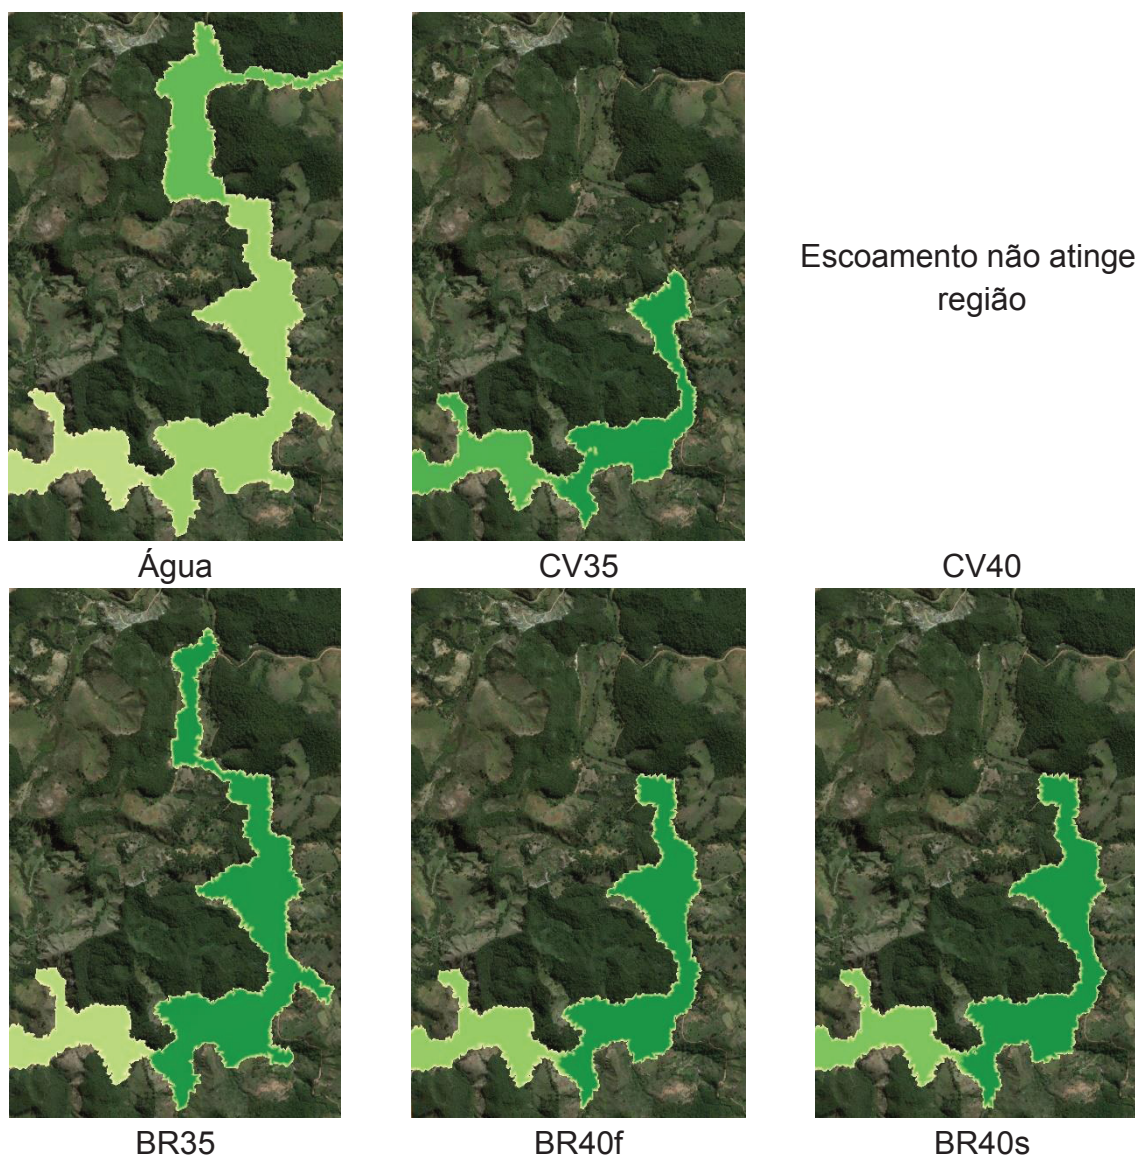 Escoamento não atinge
região
Água
CV35
CV40
BR35
BR40f
BR40s